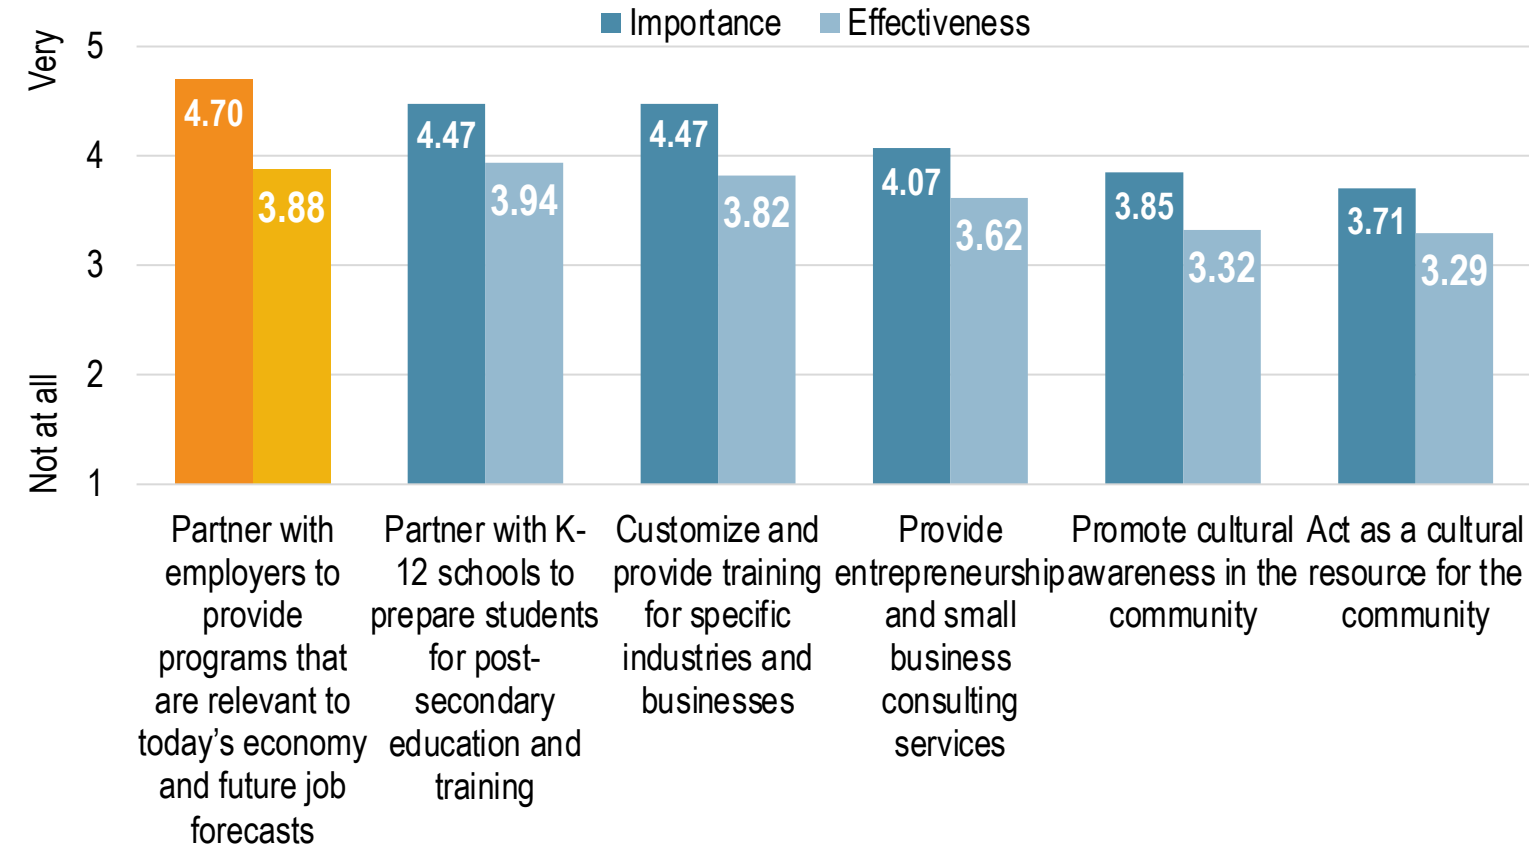 Importance
Effectiveness
Very
Not at all
5
4
3
2
1
4.70
3.88
4.47
3.94
4.47
3.82
4.07
3.62
3.85
3.32
3.71
3.29
Partner with
employers to
provide
programs that
are relevant to
today’s economy
and future job
forecasts
Partner with K-
12 schools to
prepare students
for post-
secondary
education and
training
Customize and
provide training
for specific
industries and
businesses
Provide
entrepreneurship
and small
business
consulting
services
Promote cultural
awareness in the
community
Act as a cultural
resource for the
community